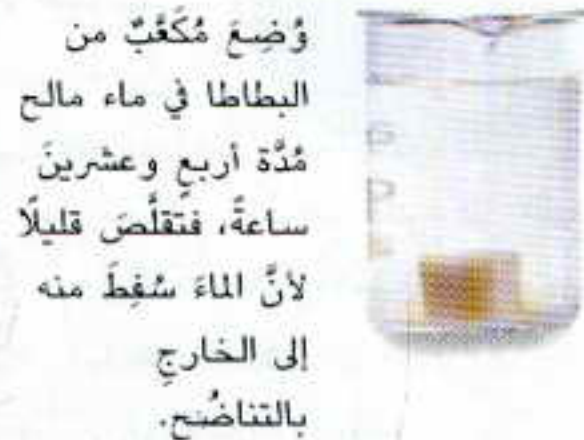 وُضِعَ مُكَعَّبٌ من
البطاطا في ماء مالح
مُدَّة أربعٍ وعشرينَ
ساعةً، فتقلَّصَ قليلًا
لأنَّ الماءَ سُفِطَ منه
إلى الخارجِ
بالتناضُح.